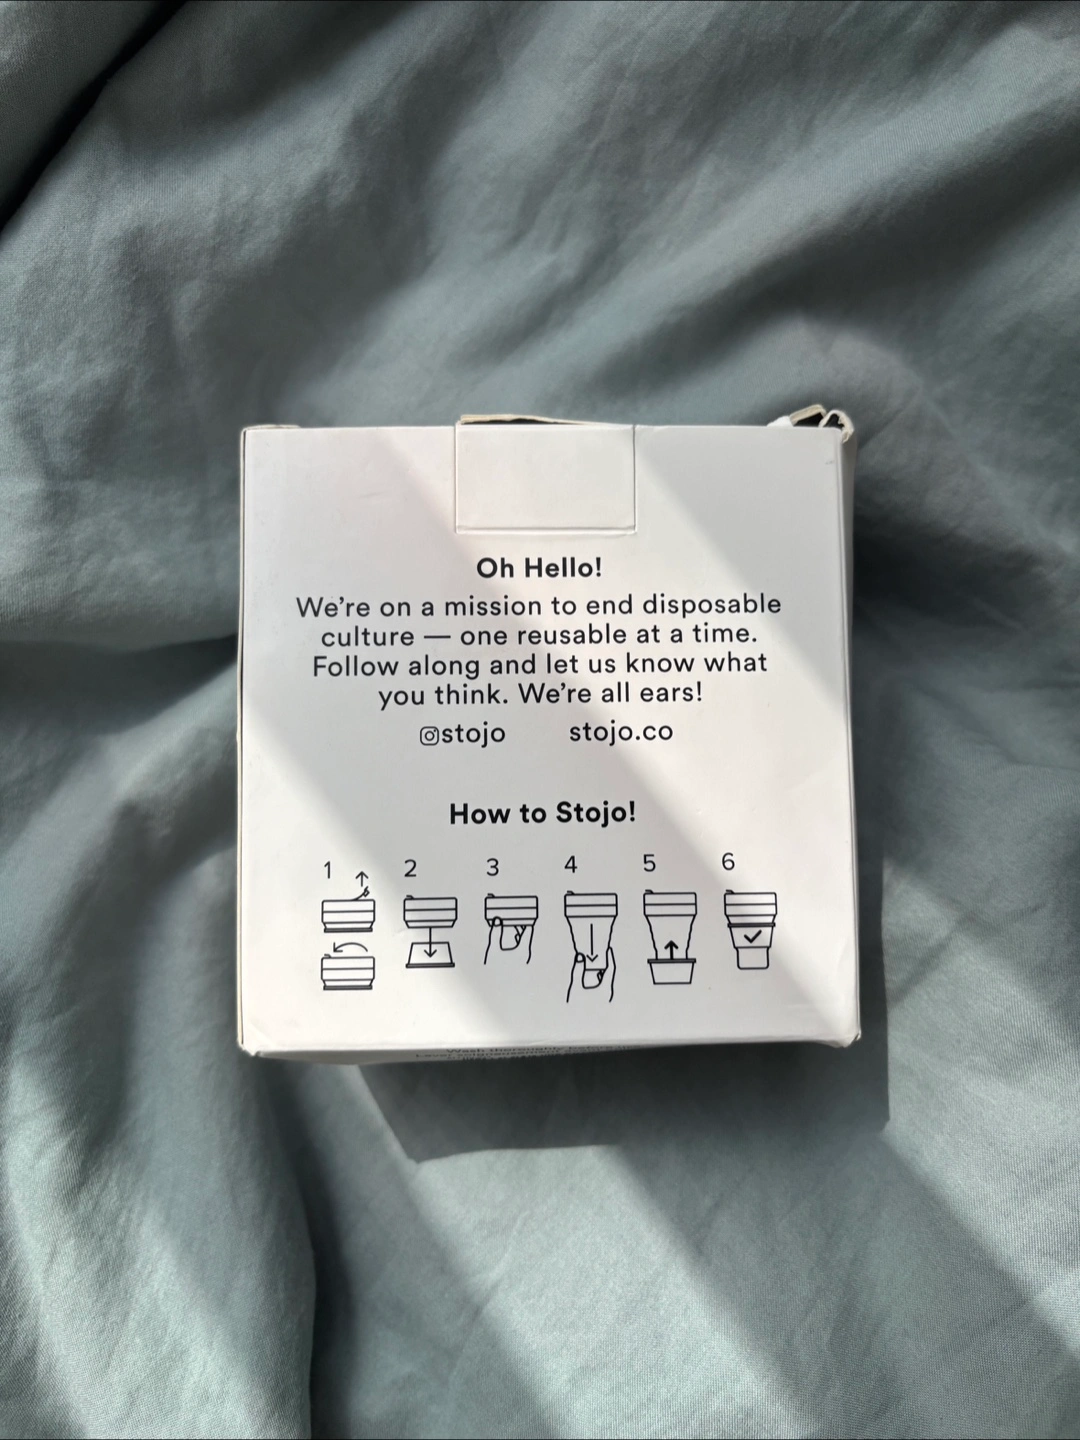 Oh Hello!
We're on a mission to end disposable
culture — one reusable at a time.
Follow along and let us know what
you think. We're all ears!
stojo stojo.co
How to Stojo!
1 2 3 4 5 6